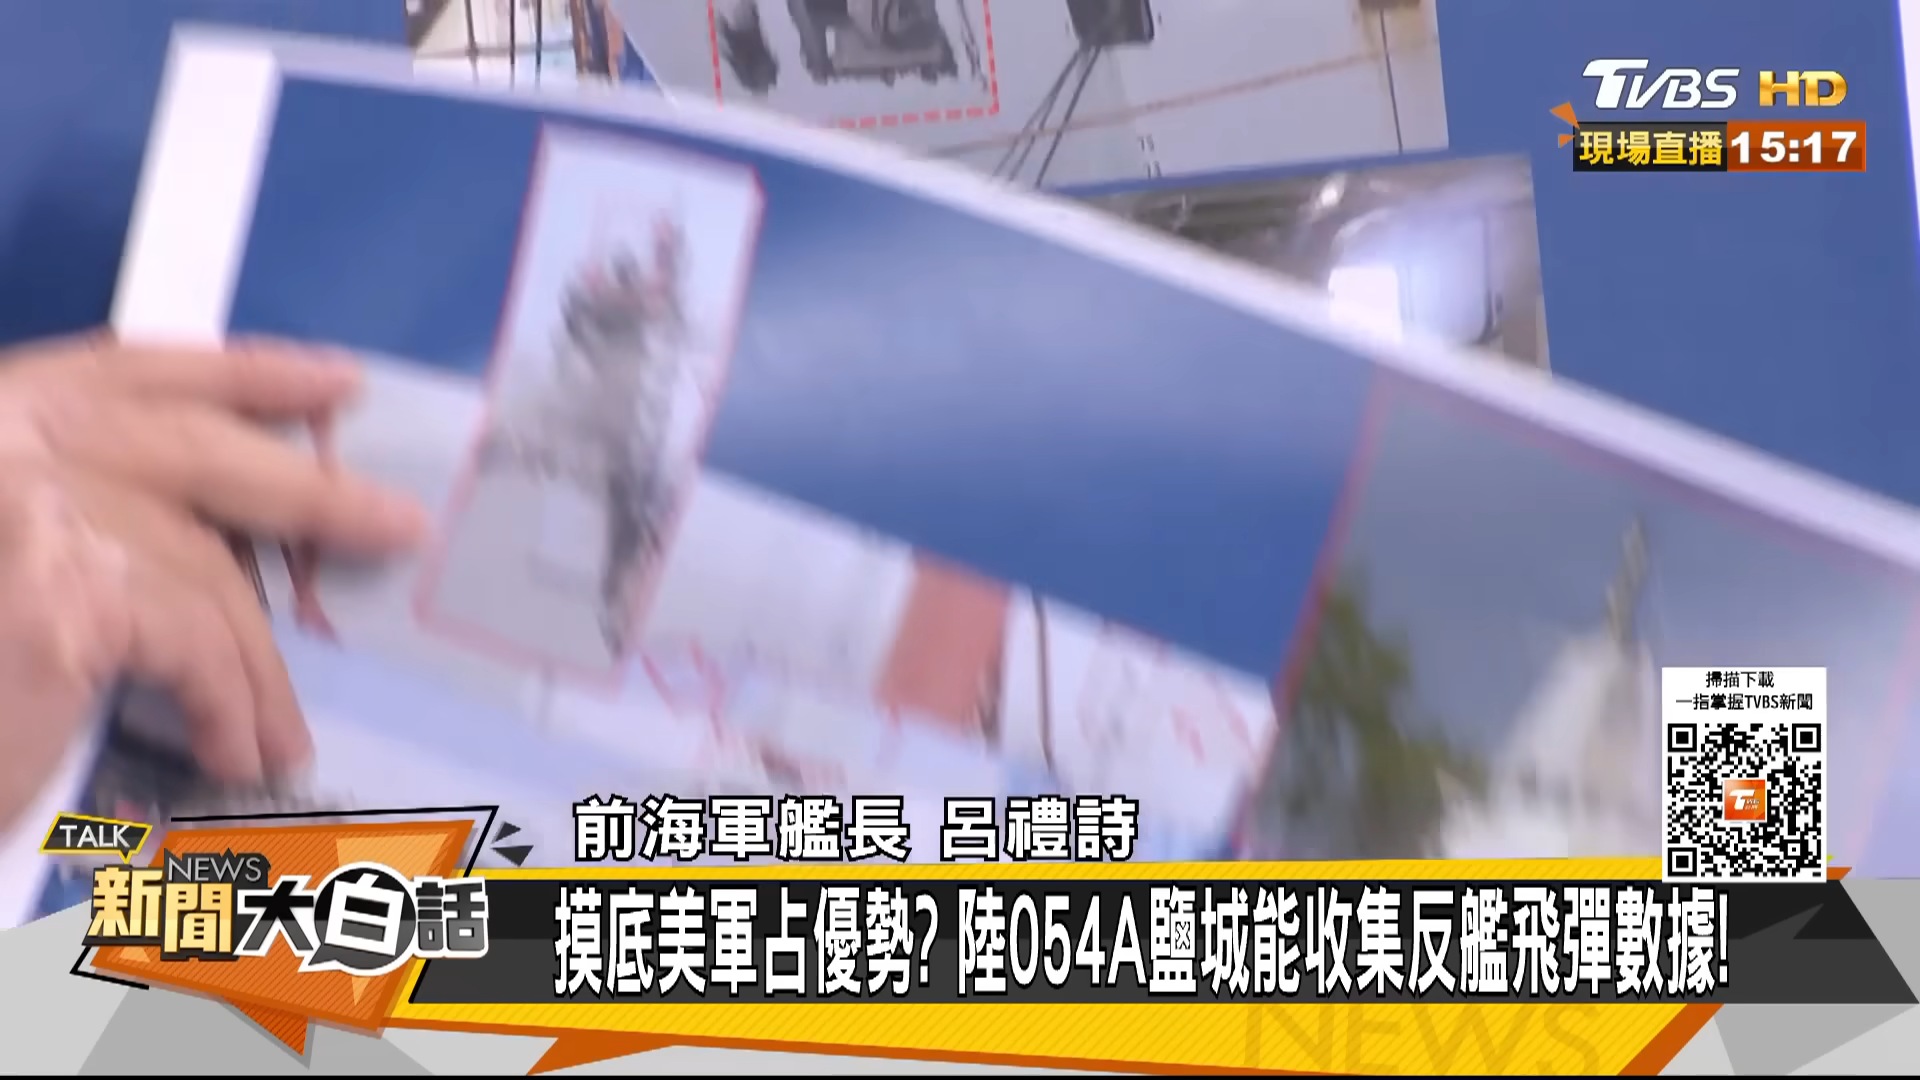 TVBS HD
現場直播 15:17
掃描下載
一指掌握TVBS新聞
前海軍艦長 呂禮詩
TALK
NEWS
新聞大白話
摸底美軍占優勢? 陸054A鹽城能收集反艦飛彈數據!
NEWS